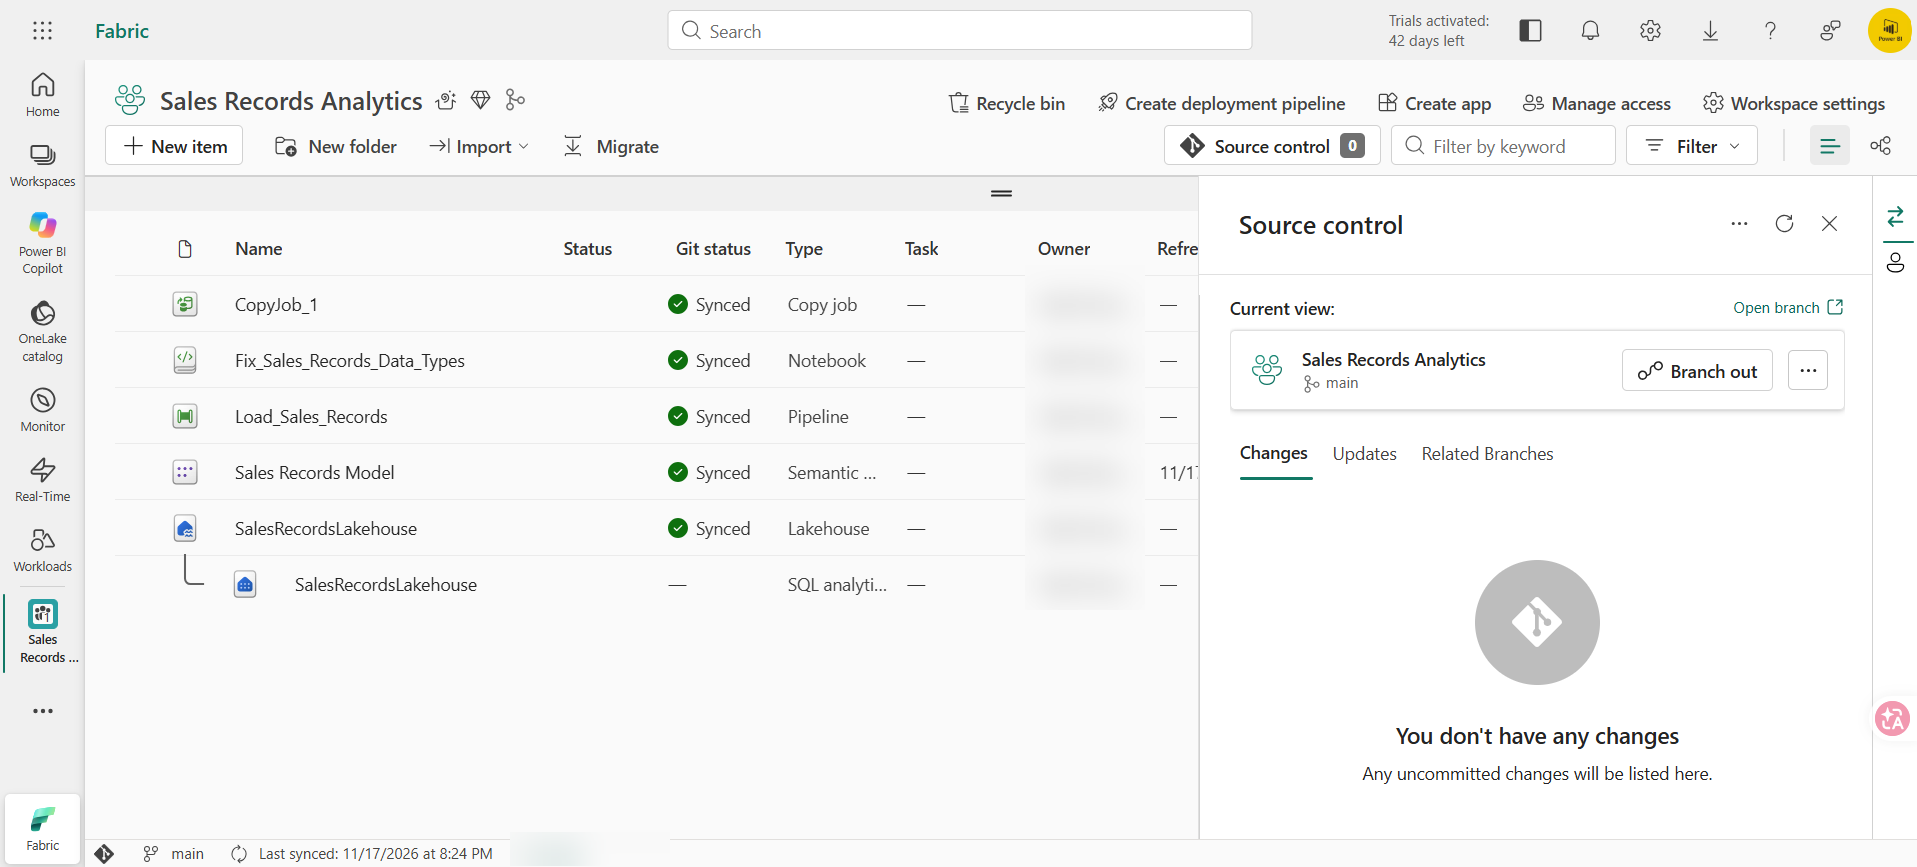 Fabric
Search
Trials activated:
42 days left
Power BI
Home
Workspaces
Power BI
Copilot
OneLake
catalog
Monitor
Real-Time
Workloads
Sales
Records ...
Fabric
Sales Records Analytics
Recycle bin
Create deployment pipeline
Create app
Manage access
Workspace settings
New item
New folder
Import
Migrate
Source control 0
Filter by keyword
Filter
Name Status Git status Type Task Owner Refre
CopyJob_1 Synced Copy job — —
Fix_Sales_Records_Data_Types Synced Notebook — —
Load_Sales_Records Synced Pipeline — —
Sales Records Model Synced Semantic ... — 11/17
SalesRecordsLakehouse Synced Lakehouse — —
SalesRecordsLakehouse — SQL analyti... — —
Source control
Current view:
Open branch
Sales Records Analytics
main
Branch out
Changes Updates Related Branches
You don't have any changes
Any uncommitted changes will be listed here.
main Last synced: 11/17/2026 at 8:24 PM